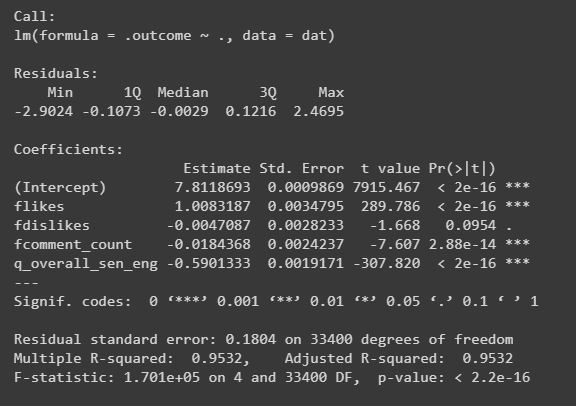 Call:
lm(formula = .outcome ~ ., data = dat)
Residuals:
    Min      1Q  Median      3Q     Max
-2.9024 -0.1073 -0.0029  0.1216  2.4695
Coefficients:
                    Estimate Std. Error  t value Pr(>|t|)
(Intercept)        7.8118693  0.0009869 7915.467  < 2e-16 ***
flikes             1.0083187  0.0034795  289.786  < 2e-16 ***
fdislikes         -0.0047087  0.0028233   -1.668   0.0954 .
fcomment_count    -0.0184368  0.0024237   -7.607 2.88e-14 ***
q_overall_sen_eng -0.5901333  0.0019171 -307.820  < 2e-16 ***
---
Signif. codes:  0 ‘***’ 0.001 ‘**’ 0.01 ‘*’ 0.05 ‘.’ 0.1 ‘ ’ 1
Residual standard error: 0.1804 on 33400 degrees of freedom
Multiple R-squared:  0.9532,    Adjusted R-squared:  0.9532
F-statistic: 1.701e+05 on 4 and 33400 DF,  p-value: < 2.2e-16